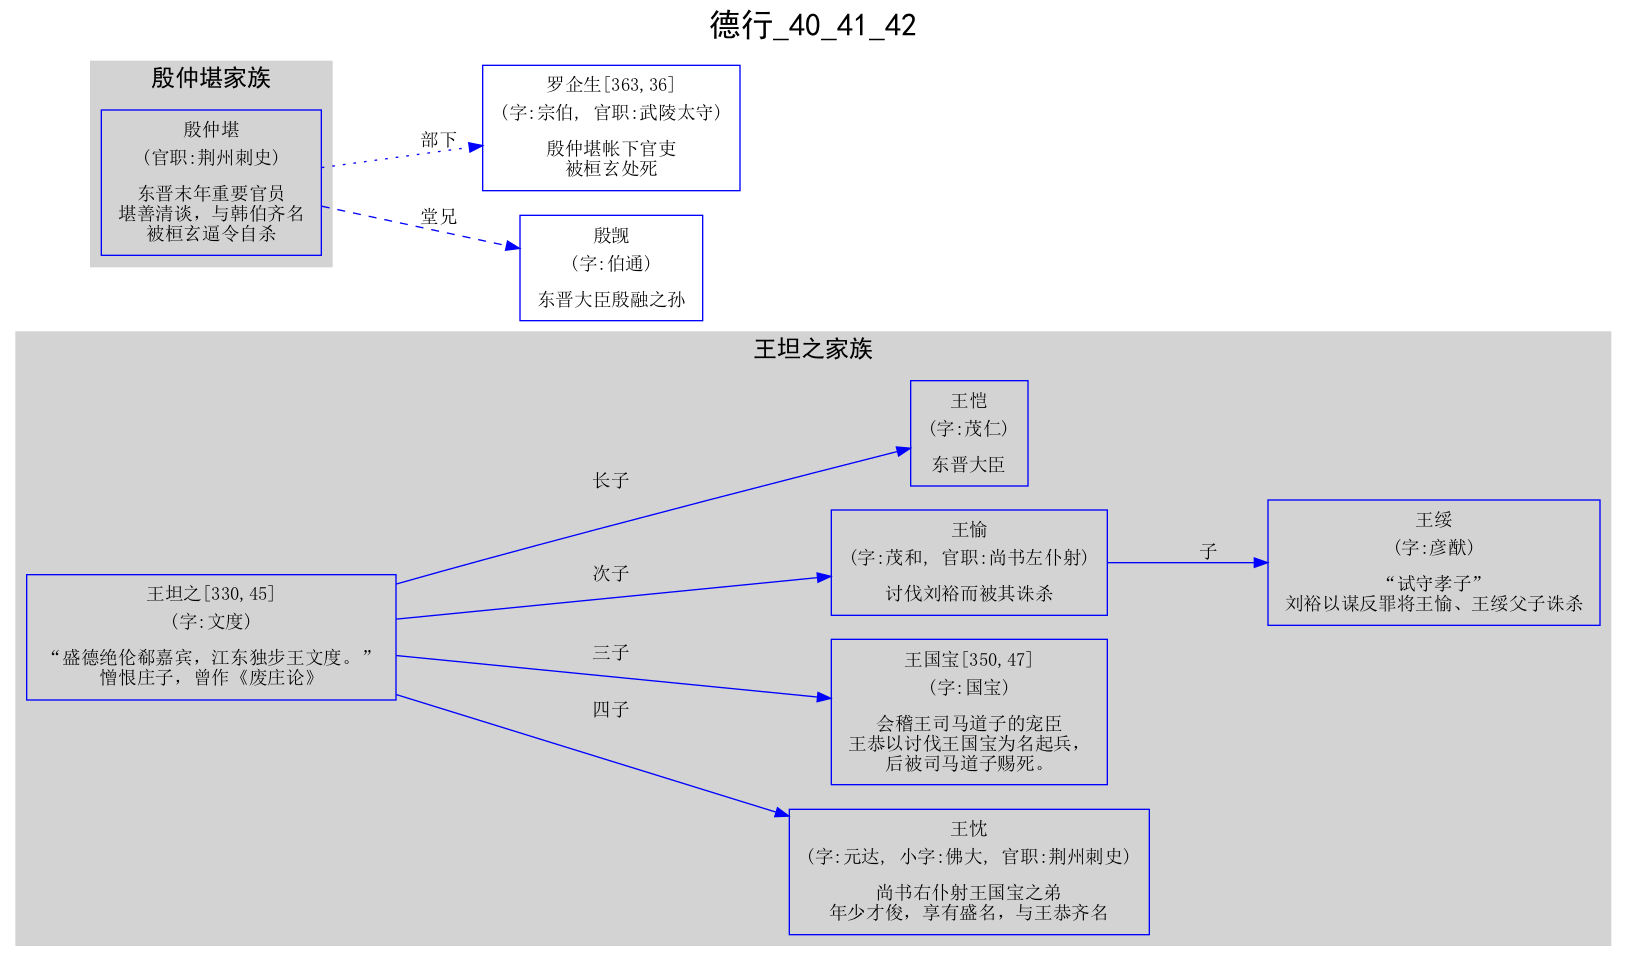 德行_40_41_42
殷仲堪家族
殷仲堪
(官职:荆州刺史)
东晋末年重要官员
堪善清谈，与韩伯齐名
被桓玄逼令自杀
部下
罗企生[363,36]
(字:宗伯, 官职:武陵太守)
殷仲堪帐下官吏
被桓玄处死
堂兄
殷觊
(字:伯通)
东晋大臣殷融之孙
王坦之家族
王坦之[330,45]
(字:文度)
“盛德绝伦郗嘉宾，江东独步王文度。”
憎恨庄子，曾作《废庄论》
长子
王恺
(字:茂仁)
东晋大臣
次子
王愉
(字:茂和, 官职:尚书左仆射)
讨伐刘裕而被其诛杀
子
王绥
(字:彦猷)
“试守孝子”
刘裕以谋反罪将王愉、王绥父子诛杀
三子
王国宝[350,47]
(字:国宝)
会稽王司马道子的宠臣
王恭以讨伐王国宝为名起兵，
后被司马道子赐死。
四子
王忱
(字:元达, 小字:佛大, 官职:荆州刺史)
尚书右仆射王国宝之弟
年少才俊，享有盛名，与王恭齐名